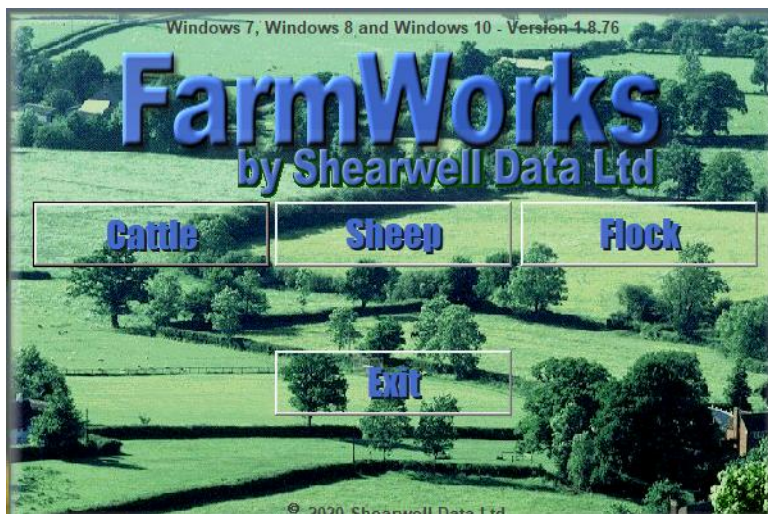 Windows 7, Windows 8 and Windows 10 - Version 1.8.76
FarmWorks
by Shearwell Data Ltd
Cattle Sheep Flock
Exit
© 2020 Shearwell Data Ltd